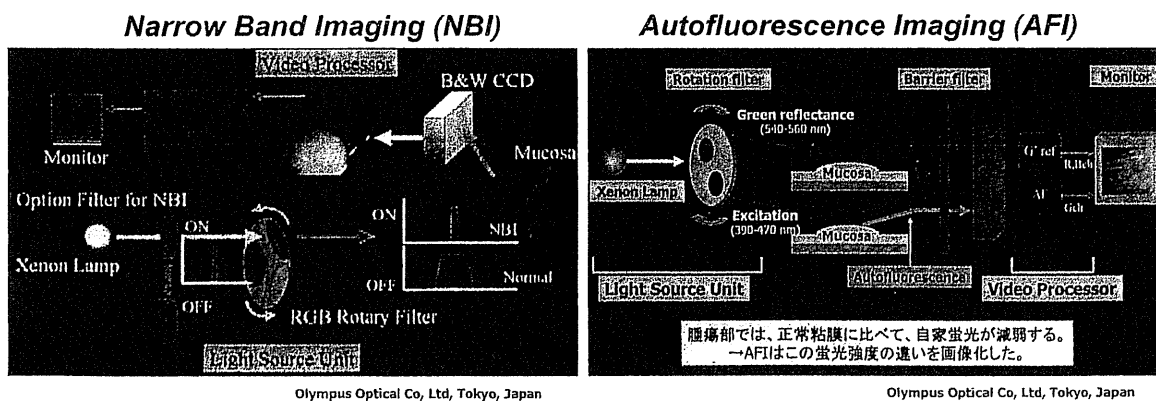 Narrow Band Imaging (NBI)
Video Processor
B&W CCD
Monitor
Mucosa
Option Filter for NBI
ON
ON
NBI
Xenon Lamp
OFF
OFF
Normal
RGB Rotary Filter
Light Source Unit
Olympus Optical Co, Ltd, Tokyo, Japan
Autofluorescence Imaging (AFI)
Rotation filter
Barrier filter
Monitor
Green reflectance
(540-560 nm)
Mucosa
G' ref
R,Bch
Xenon Lamp
Excitation
(390-470 nm)
Mucosa
AF
Gch
Autofluorescence
Light Source Unit
Video Processor
腫瘍部では、正常粘膜に比べて、自家蛍光が減弱する。
→AFIはこの蛍光強度の違いを画像化した。
Olympus Optical Co, Ltd, Tokyo, Japan